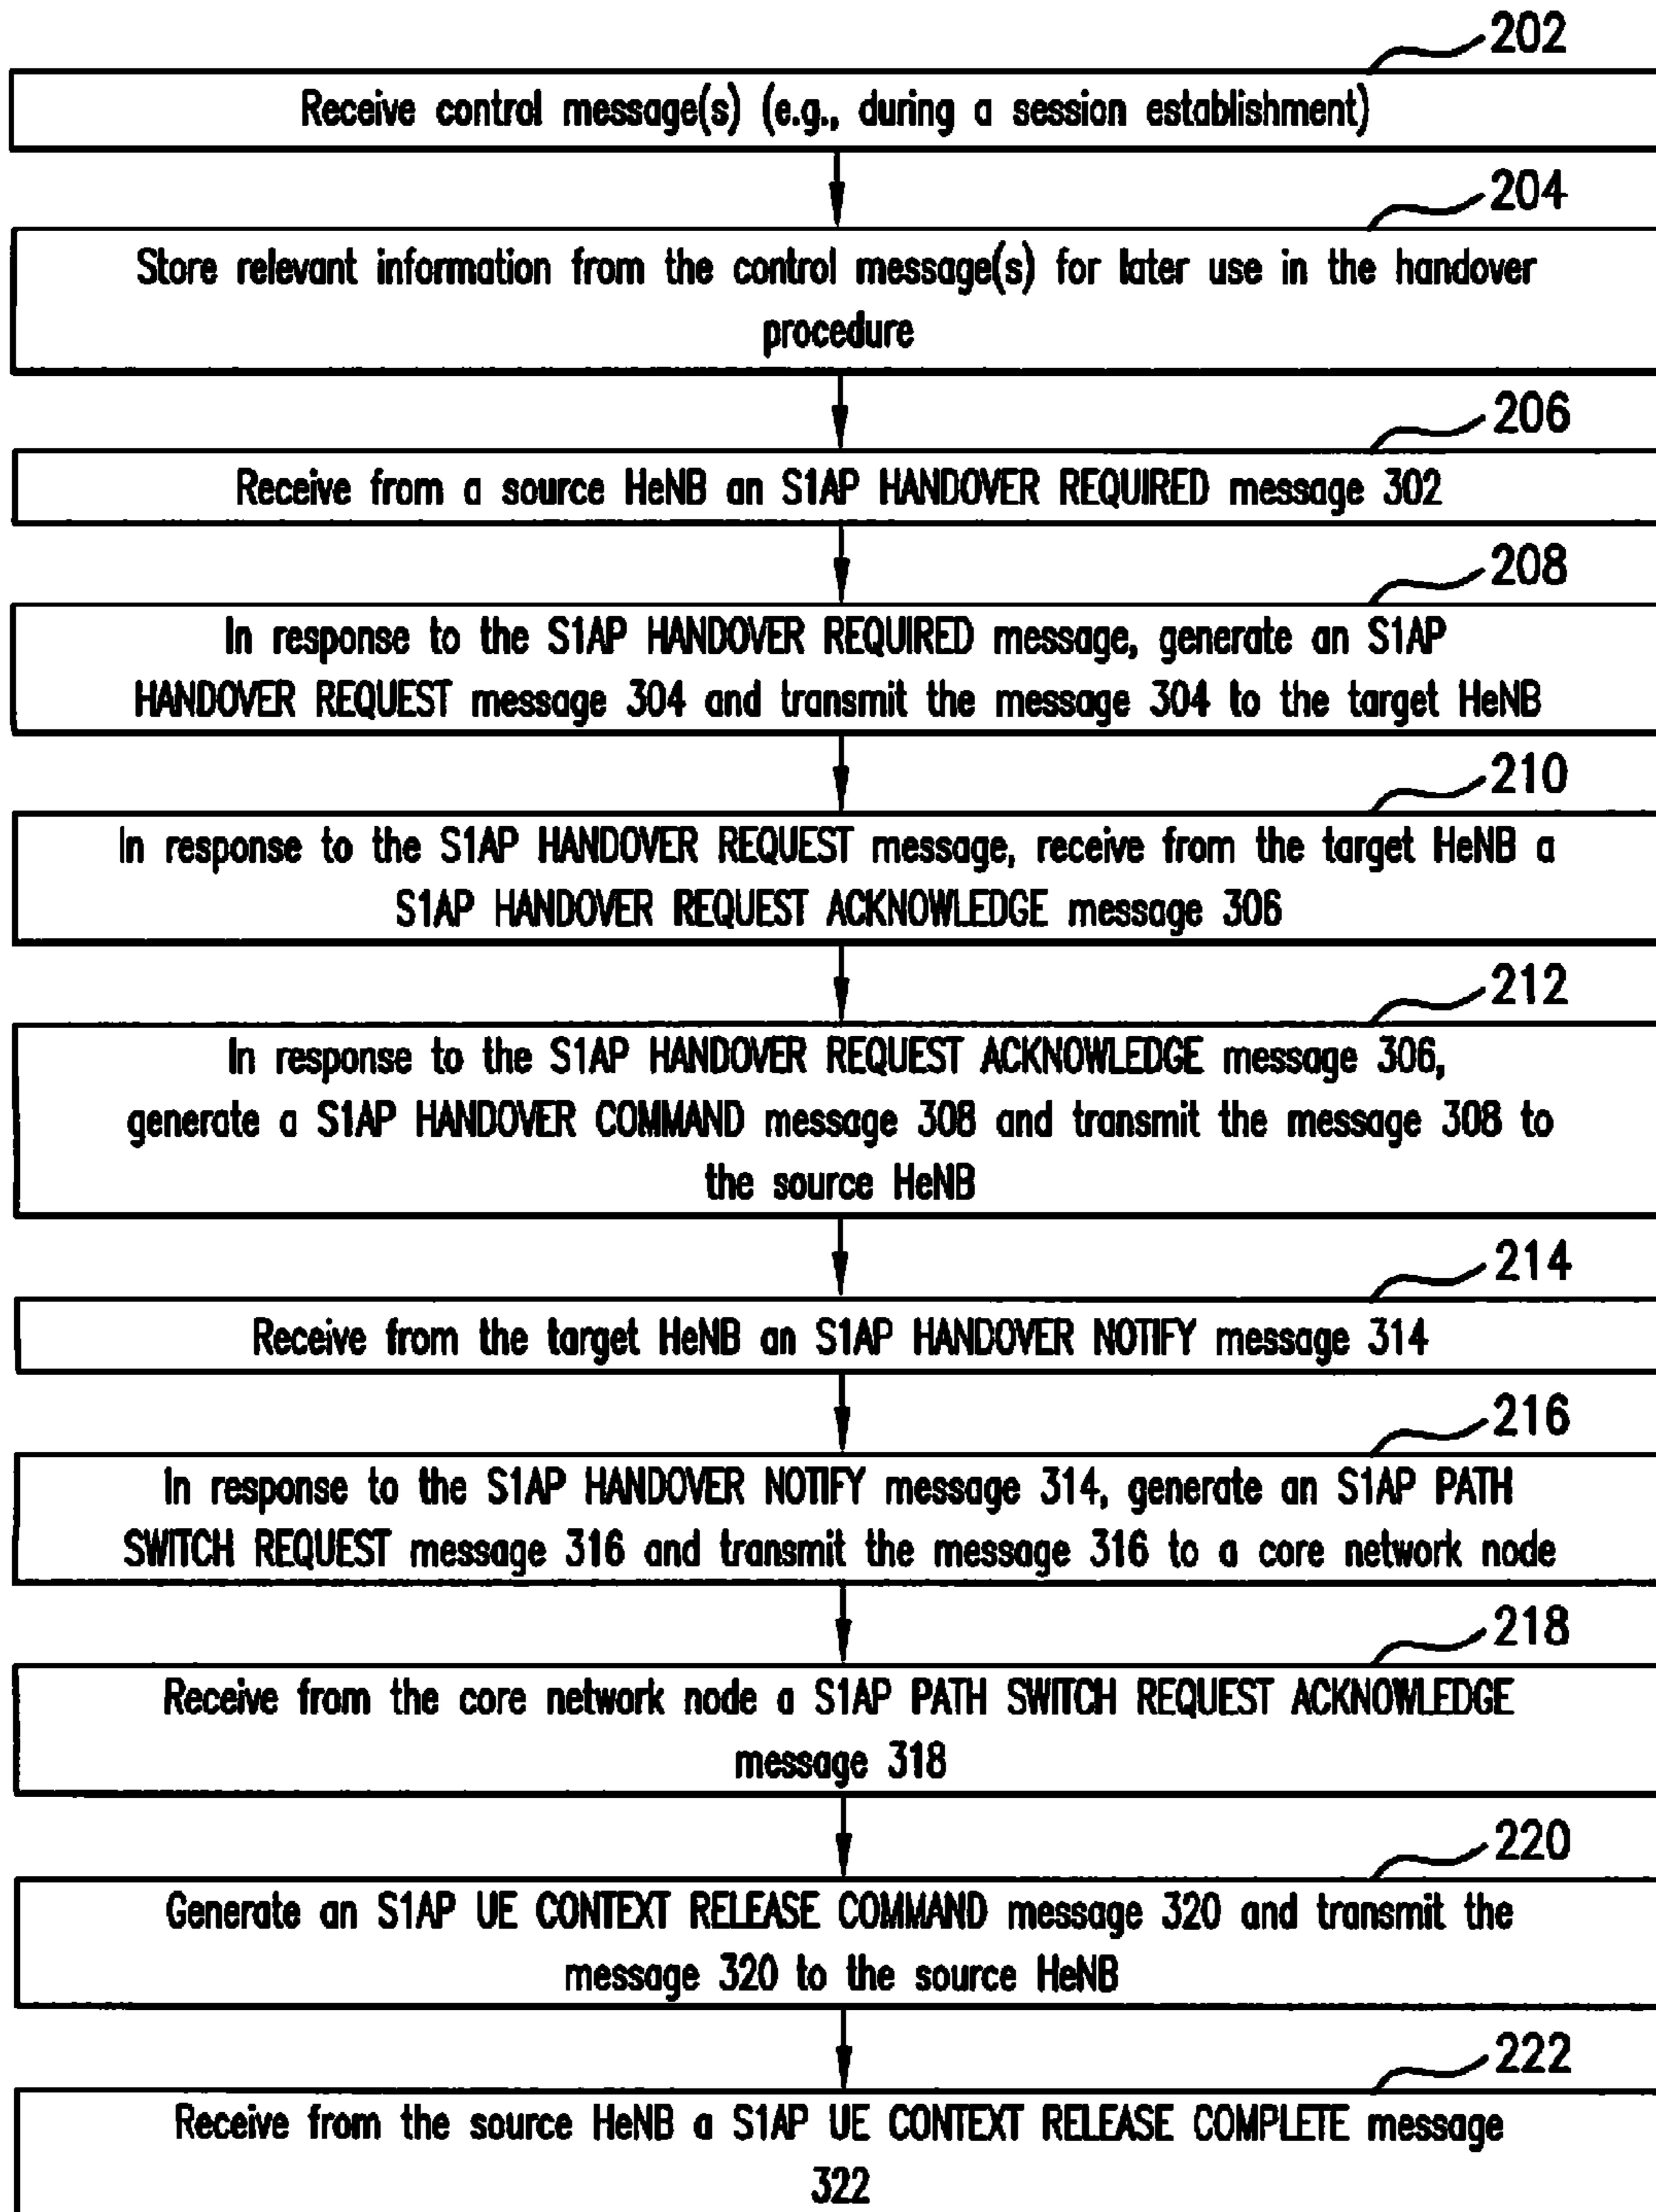 202
Receive control message(s) (e.g., during a session establishment)
204
Store relevant information from the control message(s) for later use in the handover
procedure
206
Receive from a source HeNB an S1AP HANDOVER REQUIRED message 302
208
In response to the S1AP HANDOVER REQUIRED message, generate an S1AP
HANDOVER REQUEST message 304 and transmit the message 304 to the target HeNB
210
In response to the S1AP HANDOVER REQUEST message, receive from the target HeNB a
S1AP HANDOVER REQUEST ACKNOWLEDGE message 306
212
In response to the S1AP HANDOVER REQUEST ACKNOWLEDGE message 306,
generate a S1AP HANDOVER COMMAND message 308 and transmit the message 308 to
the source HeNB
214
Receive from the target HeNB an S1AP HANDOVER NOTIFY message 314
216
In response to the S1AP HANDOVER NOTIFY message 314, generate an S1AP PATH
SWITCH REQUEST message 316 and transmit the message 316 to a core network node
218
Receive from the core network node a S1AP PATH SWITCH REQUEST ACKNOWLEDGE
message 318
220
Generate an S1AP UE CONTEXT RELEASE COMMAND message 320 and transmit the
message 320 to the source HeNB
222
Receive from the source HeNB a S1AP UE CONTEXT RELEASE COMPLETE message
322